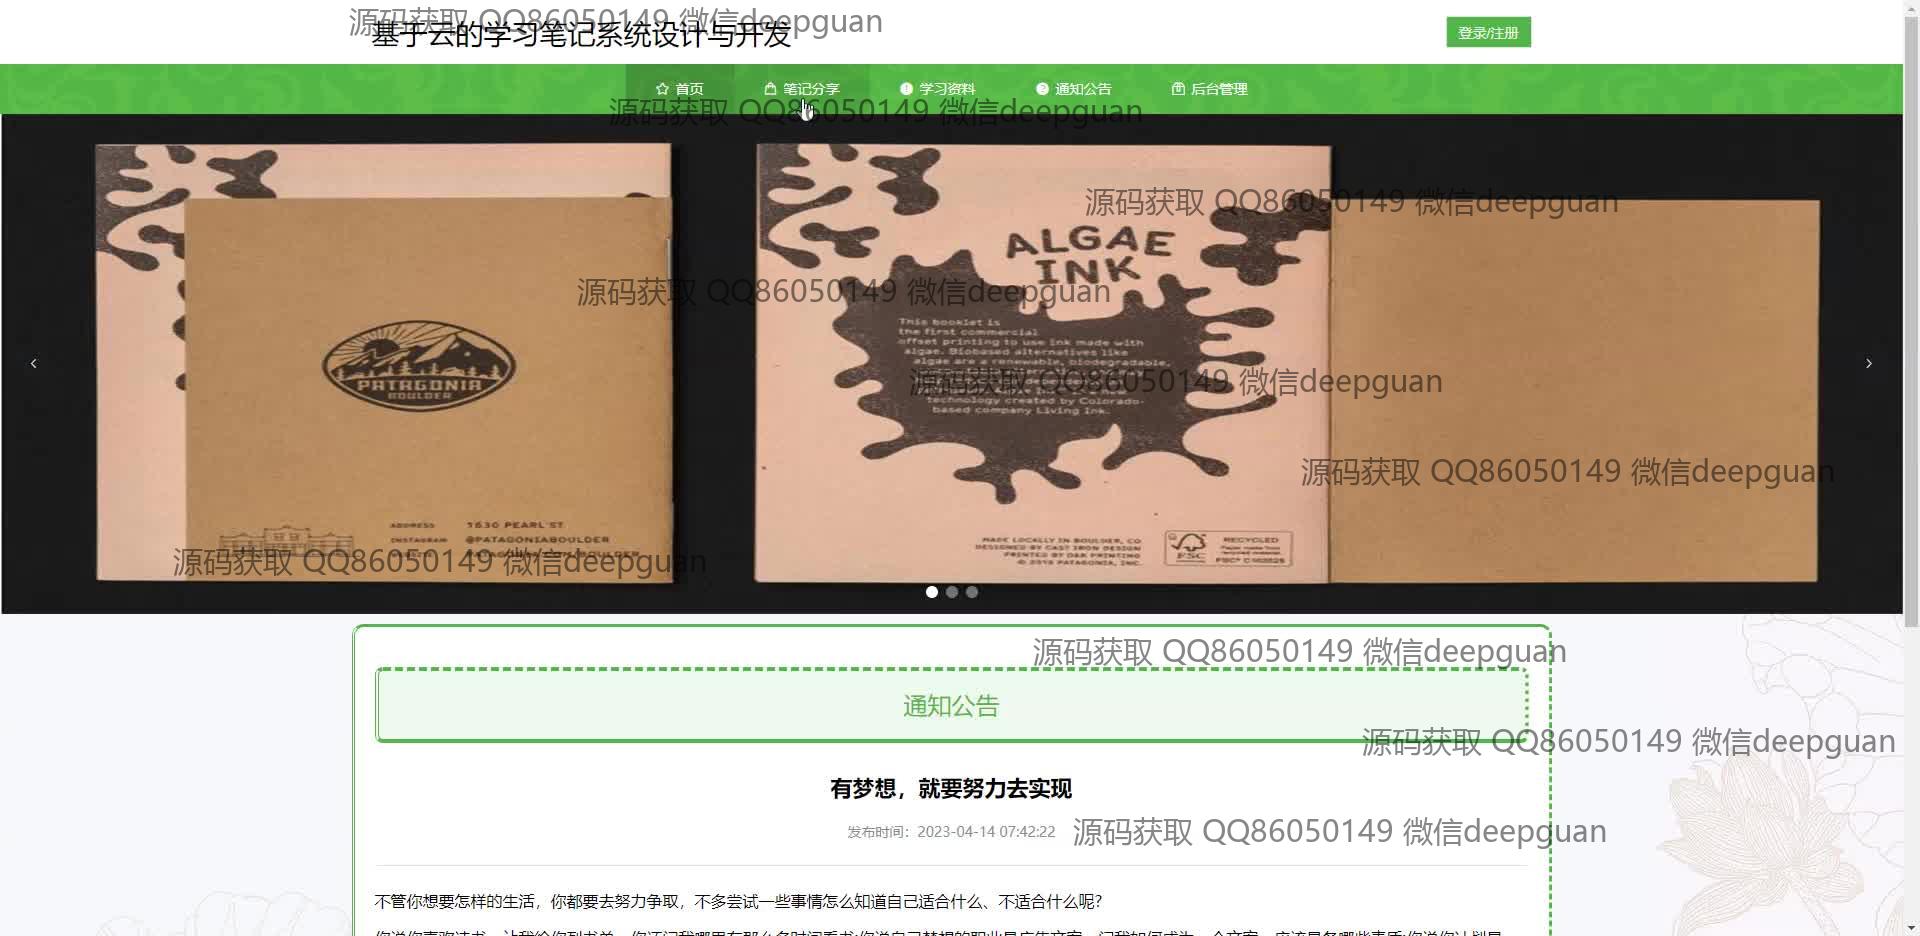 源码获取 QQ86050149 微信deepguan
基于云的学习笔记系统设计与开发
登录/注册
首页
笔记分享
学习资料
通知公告
后台管理
源码获取 QQ86050149 微信deepguan
源码获取 QQ86050149 微信deepguan
ALGAE
INK
源码获取 QQ86050149 微信deepguan
This booklet is
the first commercial
offset printing to use ink made with
algae. Biobased alternatives like
algae are a renewable, biodegradable,
源码获取 QQ86050149 微信deepguan
technology created by Colorado-
based company Living Ink.
PATAGONIA
BOULDER
源码获取 QQ86050149 微信deepguan
ADDRESS 1630 PEARL ST
INSTAGRAM @PATAGONIABOULDER
WEBSITE PATAGONIA.COM/BOULDER
源码获取 QQ86050149 微信deepguan
MADE LOCALLY IN BOULDER, CO
DESIGNED BY CAST IRON DESIGN
PRINTED BY D&K PRINTING
© 2018 PATAGONIA, INC.
FSC
RECYCLED
Paper made from
recycled material
源码获取 QQ86050149 微信deepguan
通知公告
源码获取 QQ86050149 微信deepguan
有梦想，就要努力去实现
发布时间：2023-04-14 07:42:22
源码获取 QQ86050149 微信deepguan
不管你想要怎样的生活，你都要去努力争取，不多尝试一些事情怎么知道自己适合什么、不适合什么呢?